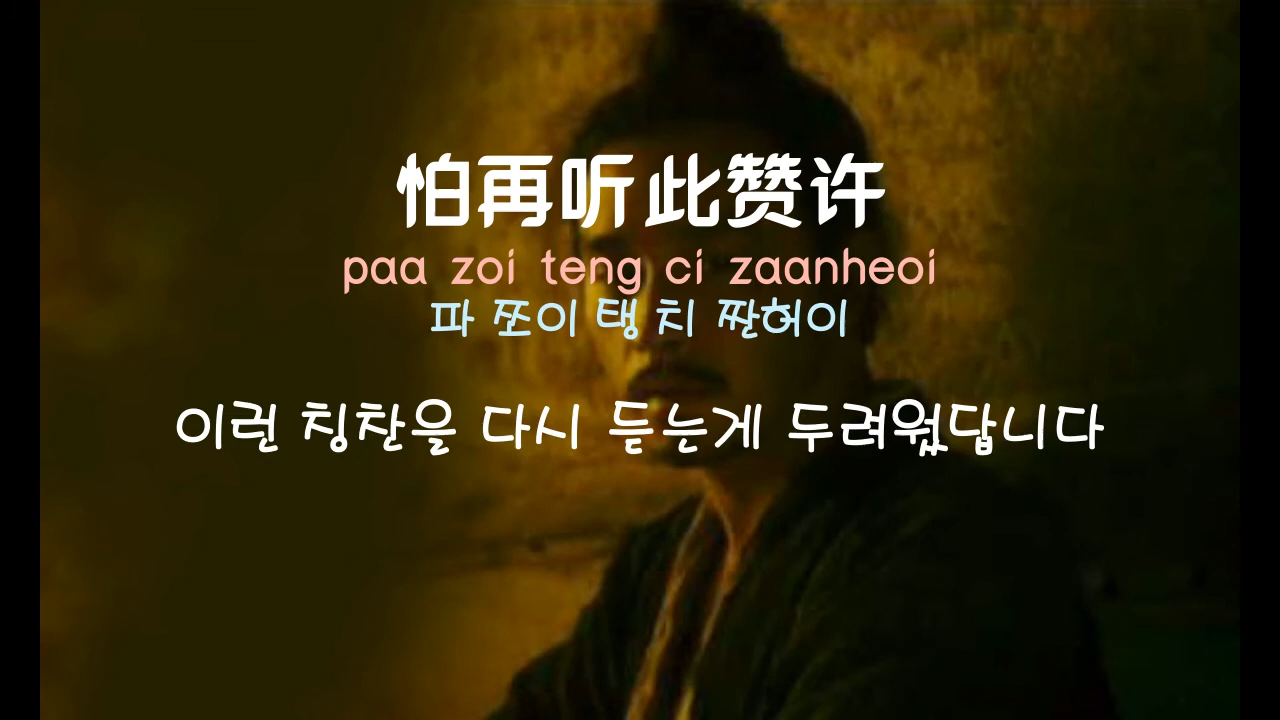 怕再听此赞许
paa zoi teng ci zaanheoi
파 쪼이 탱 치 짠허이
이런 칭찬을 다시 듣는게 두려웠답니다